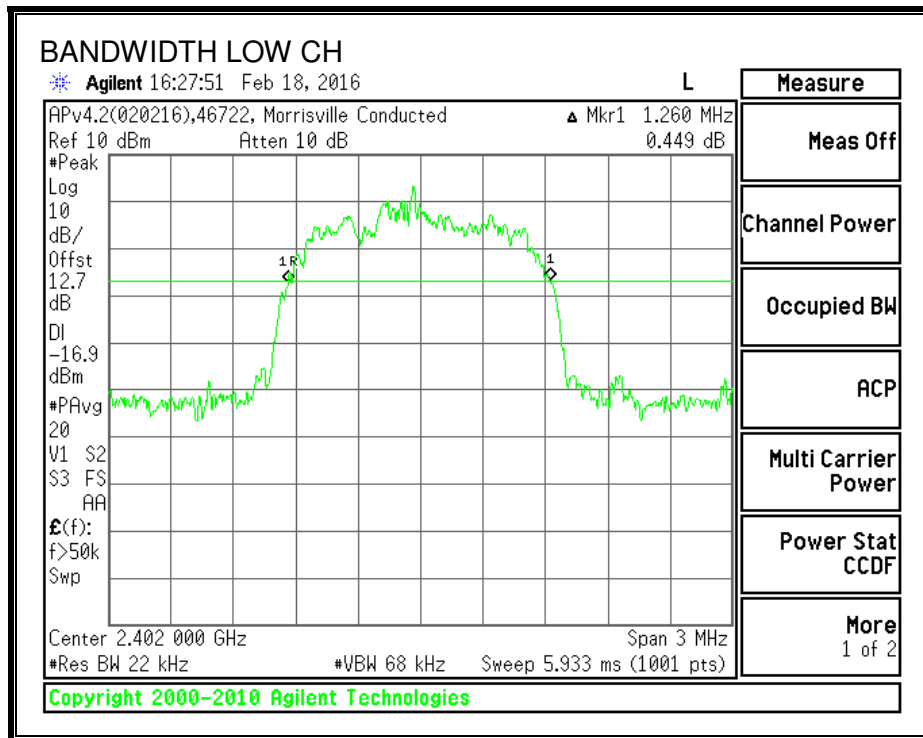 BANDWIDTH LOW CH
Agilent 16:27:51 Feb 18, 2016 L
APv4.2(020216),46722, Morrisville Conducted
Δ Mkr1 1.260 MHz
Ref 10 dBm Atten 10 dB 0.449 dB
#Peak
Log
10
dB/
Offst
12.7
dB
DI
-16.9
dBm
#PAvg
20
V1 S2
S3 FS
AA
£(f):
f>50k
Swp
1R
1
Center 2.402 000 GHz Span 3 MHz
#Res BW 22 kHz #VBW 68 kHz Sweep 5.933 ms (1001 pts)
Copyright 2000-2010 Agilent Technologies
Measure
Meas Off
Channel Power
Occupied BW
ACP
Multi Carrier
Power
Power Stat
CCDF
More
1 of 2